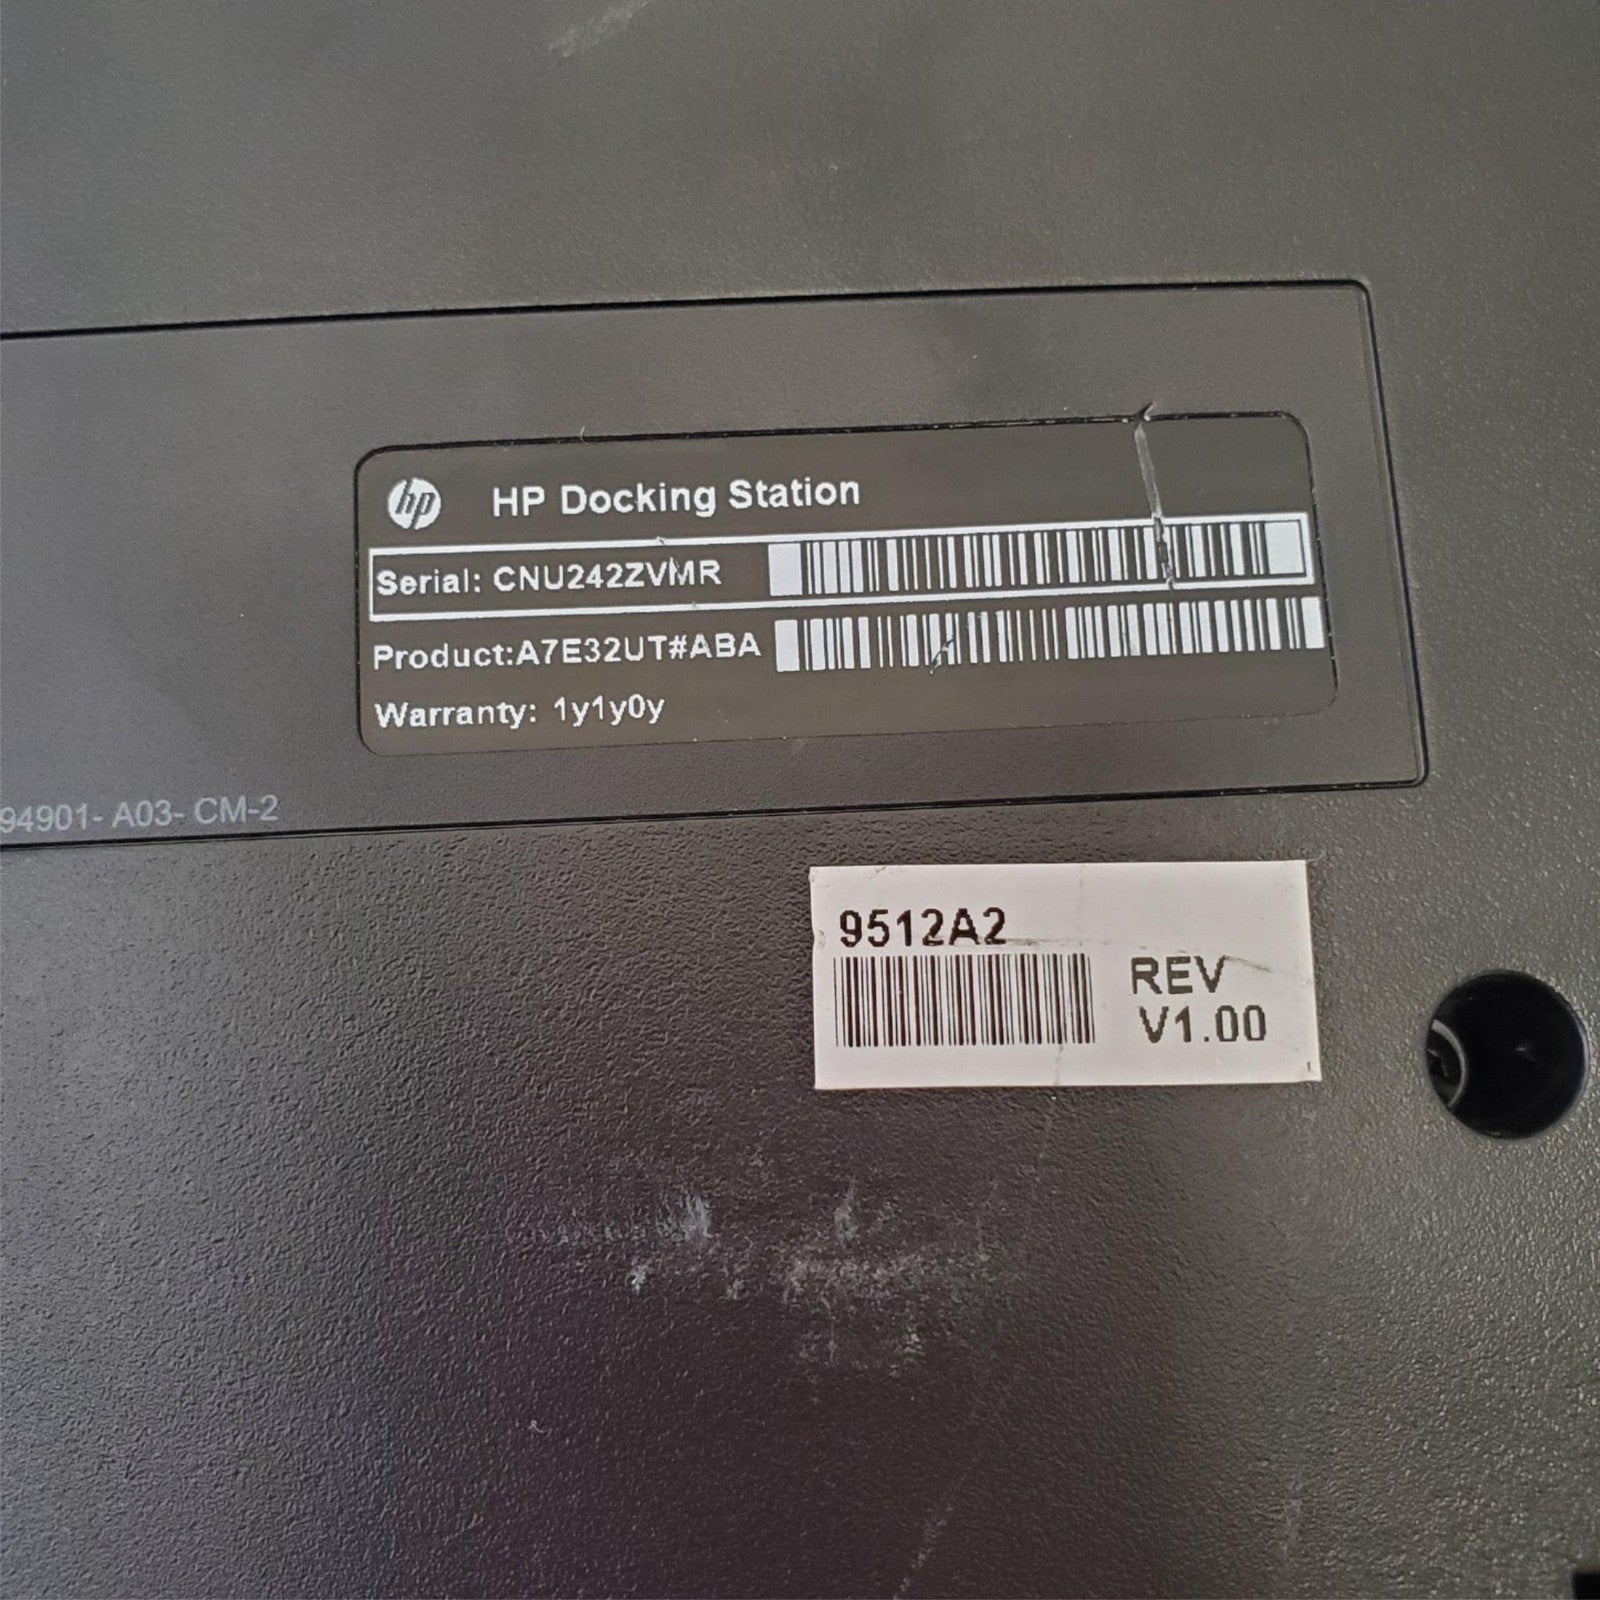 hp HP Docking Station
Serial: CNU242ZVMR
Product:A7E32UT#ABA
Warranty: 1y1y0y
94901- A03- CM-2
9512A2
REV
V1.00